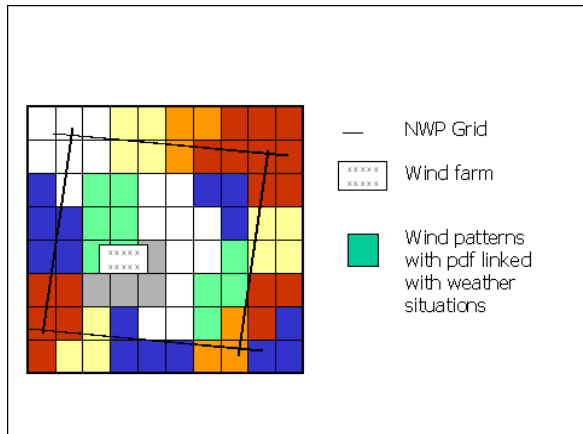 NWP Grid
xxxxx
xxxxx
Wind farm
xxxxx
xxxxx
Wind patterns
with pdf linked
with weather
situations